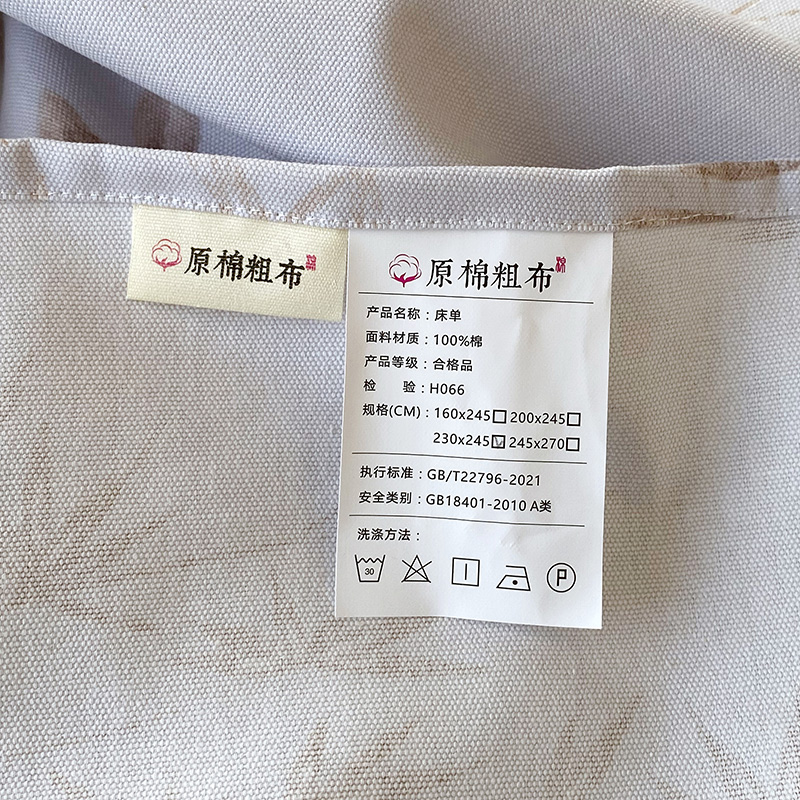 原棉粗布
原棉粗布
产品名称：床单
面料材质：100%棉
产品等级：合格品
检 验：H066
规格(CM)：160x245□ 200x245□
230x245☑ 245x270□
执行标准：GB/T22796-2021
安全类别：GB18401-2010 A类
洗涤方法：
30
P